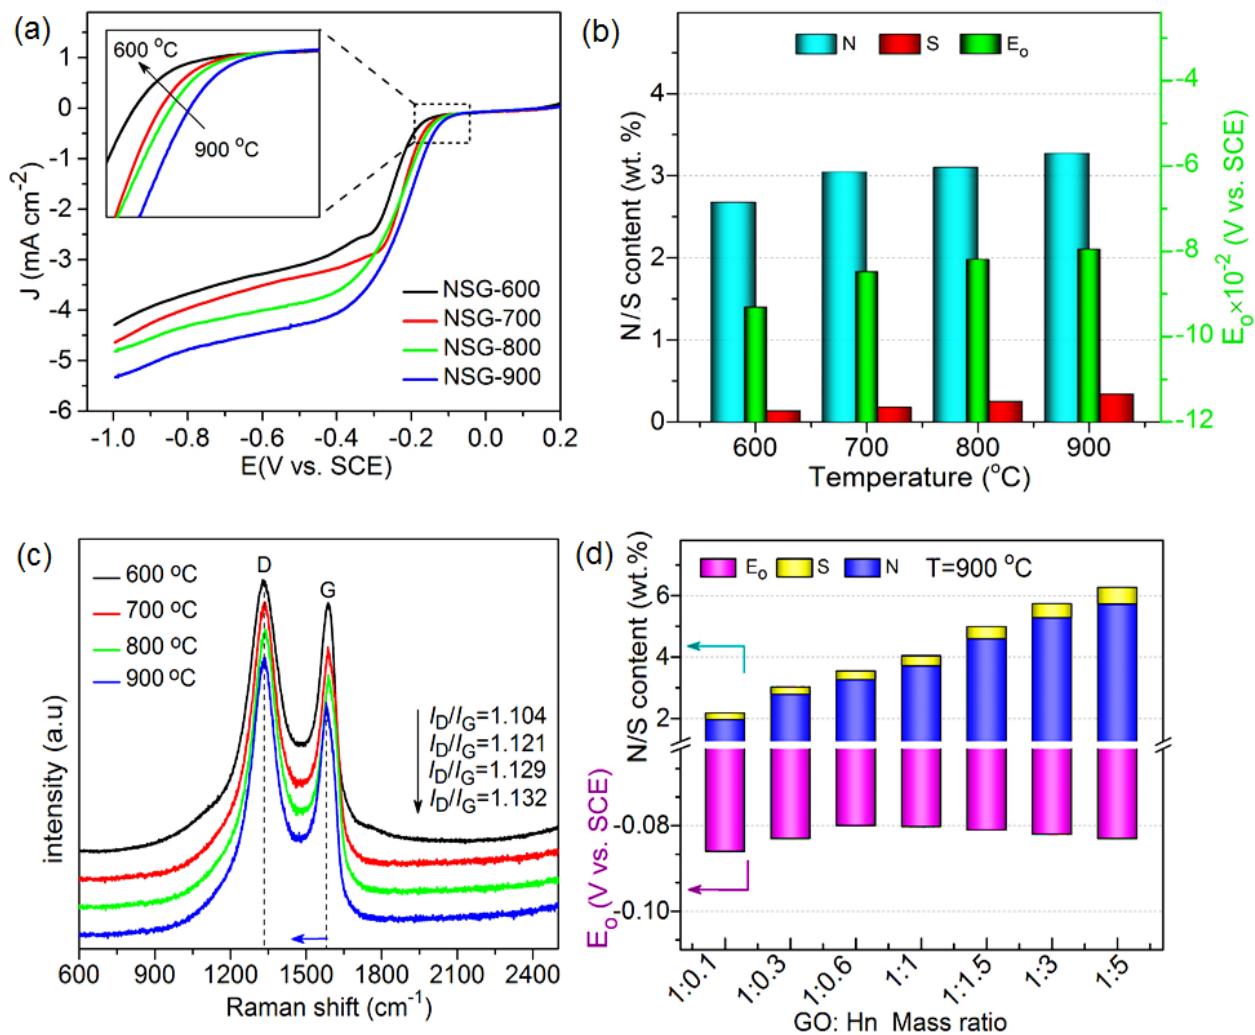 (a)
600 °C
900 °C
1
0
-1
-2
-3
-4
-5
-6
J (mA cm-2)
NSG-600
NSG-700
NSG-800
NSG-900
-1.0 -0.8 -0.6 -0.4 -0.2 0.0 0.2
E(V vs. SCE)
(b)
N S Eo
4
3
2
1
0
N/S content (wt. %)
-4
-6
-8
-10
-12
Eo×10-2 (V vs. SCE)
600 700 800 900
Temperature (°C)
(c)
600 ºC
700 ºC
800 ºC
900 ºC
D
G
ID/IG=1.104
ID/IG=1.121
ID/IG=1.129
ID/IG=1.132
intensity (a.u)
600 900 1200 1500 1800 2100 2400
Raman shift (cm-1)
(d)
Eo S N T=900 °C
6
4
2
N/S content (wt.%)
-0.08
-0.10
Eo (V vs. SCE)
1:0.1 1:0.3 1:0.6 1:1 1:1.5 1:3 1:5
GO: Hn Mass ratio